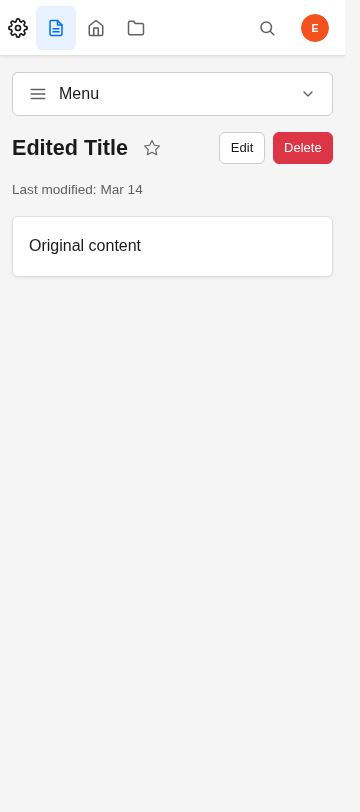 E
Menu
Edited Title
Edit
Delete
Last modified: Mar 14
Original content